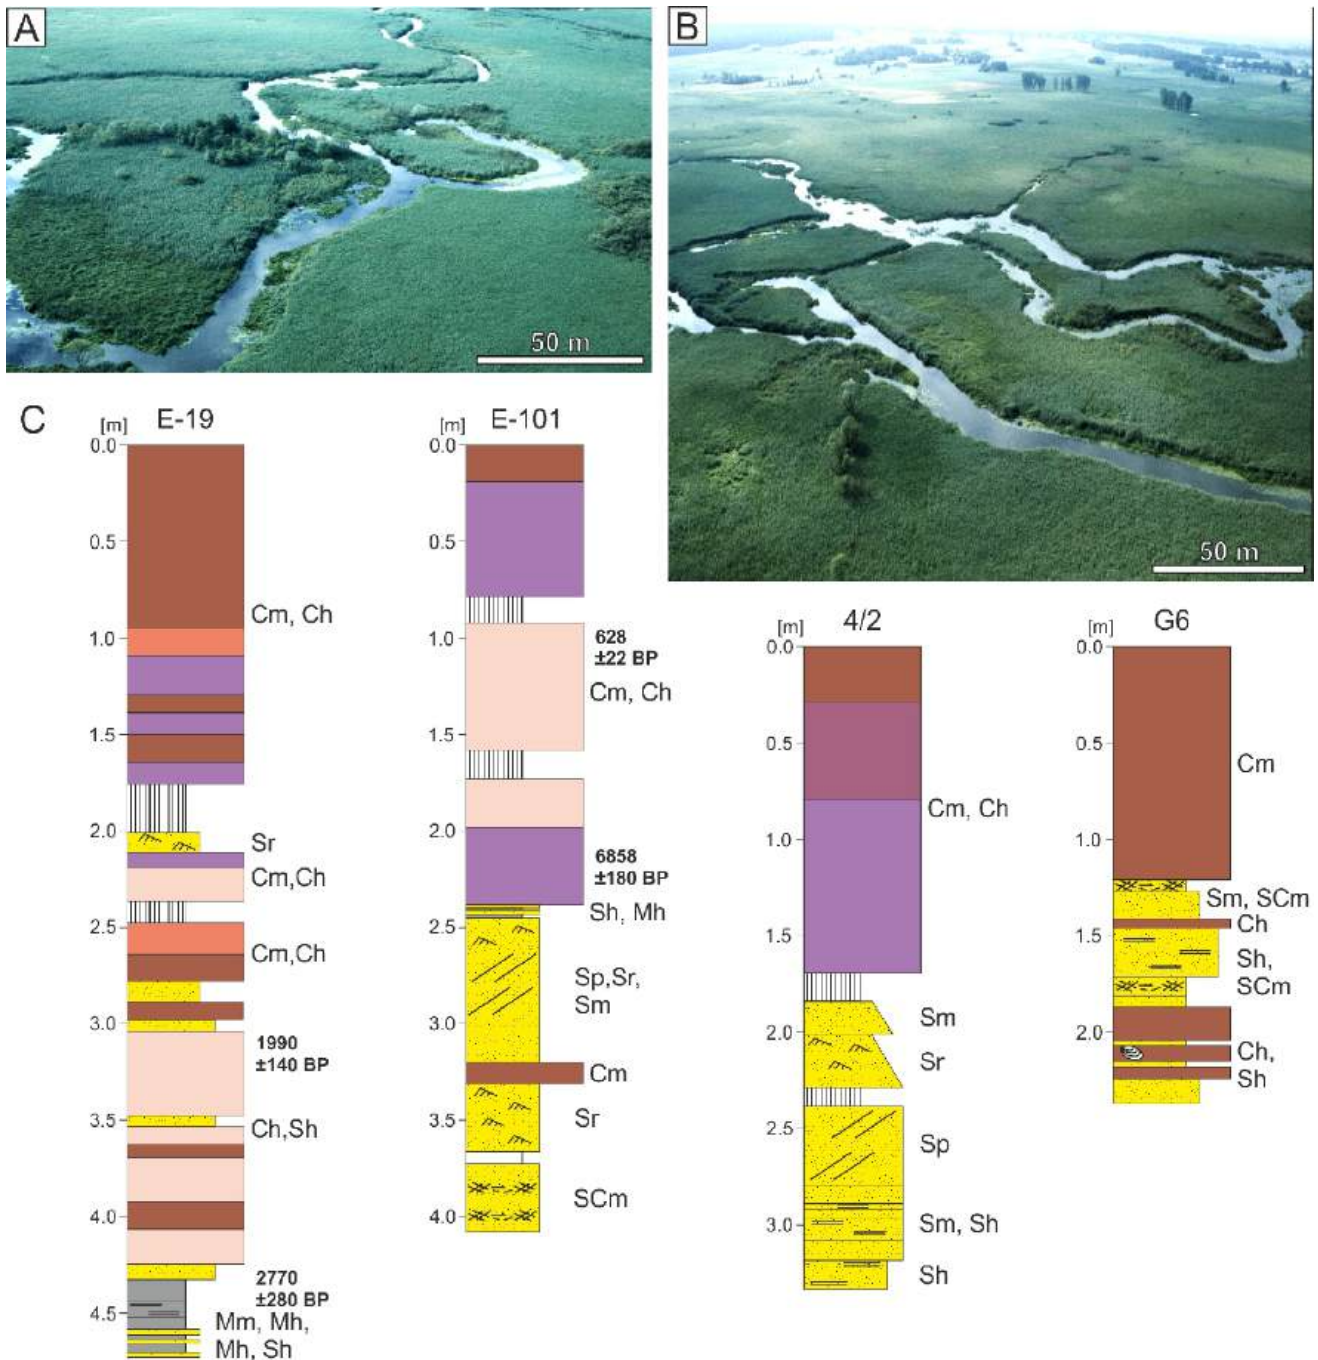 A
50 m
B
50 m
C
E-19
[m]
0.0
0.5
1.0
1.5
2.0
2.5
3.0
3.5
4.0
4.5
Cm, Ch
Sr
Cm,Ch
Cm,Ch
1990
±140 BP
Ch,Sh
2770
±280 BP
Mm, Mh,
Mh, Sh
E-101
[m]
0.0
0.5
1.0
1.5
2.0
2.5
3.0
3.5
4.0
628
±22 BP
Cm, Ch
6858
±180 BP
Sh, Mh
Sp,Sr,
Sm
Cm
Sr
SCm
4/2
[m]
0.0
0.5
1.0
1.5
2.0
2.5
3.0
Cm, Ch
Sm
Sr
Sp
Sm, Sh
Sh
G6
[m]
0.0
0.5
1.0
1.5
2.0
Cm
Sm, SCm
Ch
Sh,
SCm
Ch,
Sh